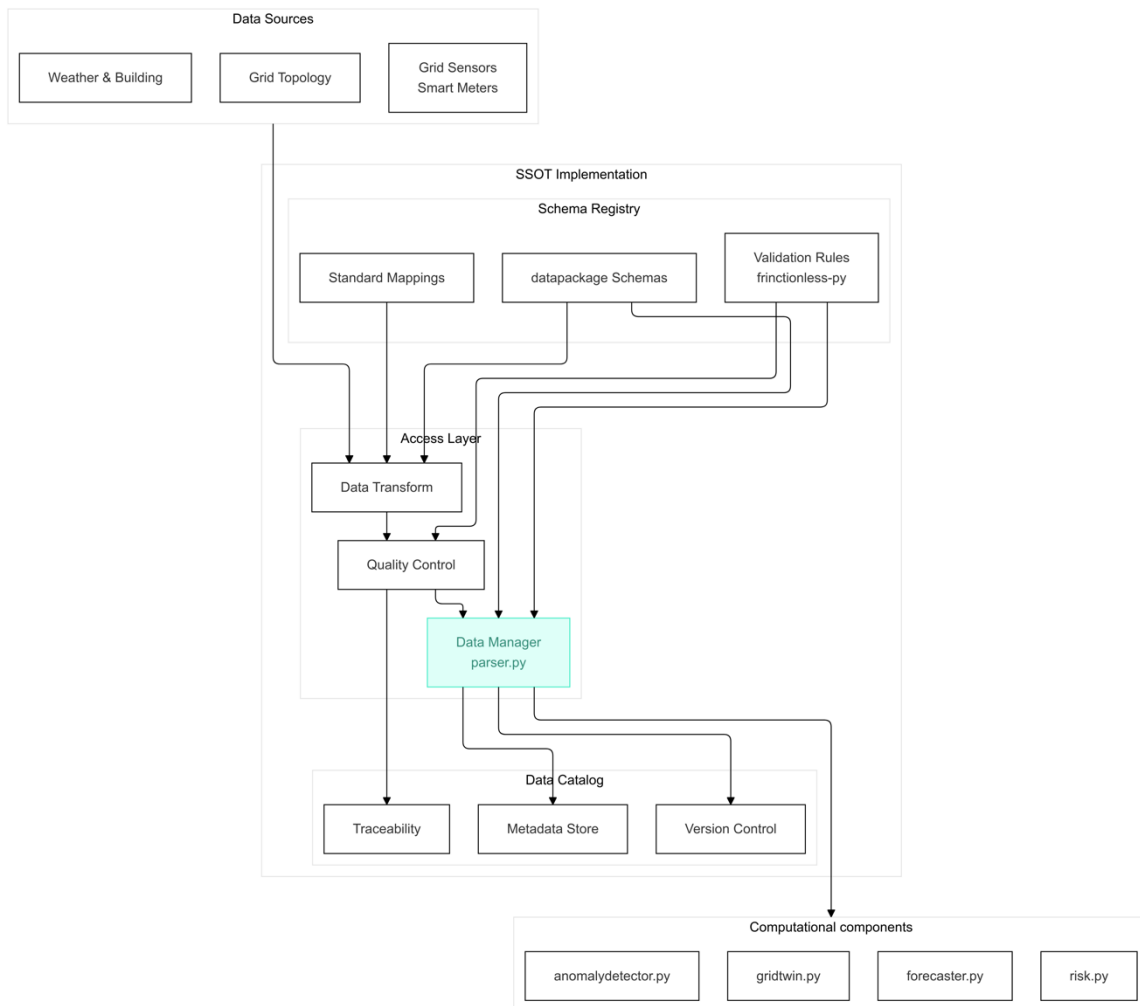 Data Sources
Weather & Building
Grid Topology
Grid Sensors
Smart Meters
SSOT Implementation
Schema Registry
Standard Mappings
datapackage Schemas
Validation Rules
frinctionless-py
Access Layer
Data Transform
Quality Control
Data Manager
parser.py
Data Catalog
Traceability
Metadata Store
Version Control
Computational components
anomalydetector.py
gridtwin.py
forecaster.py
risk.py